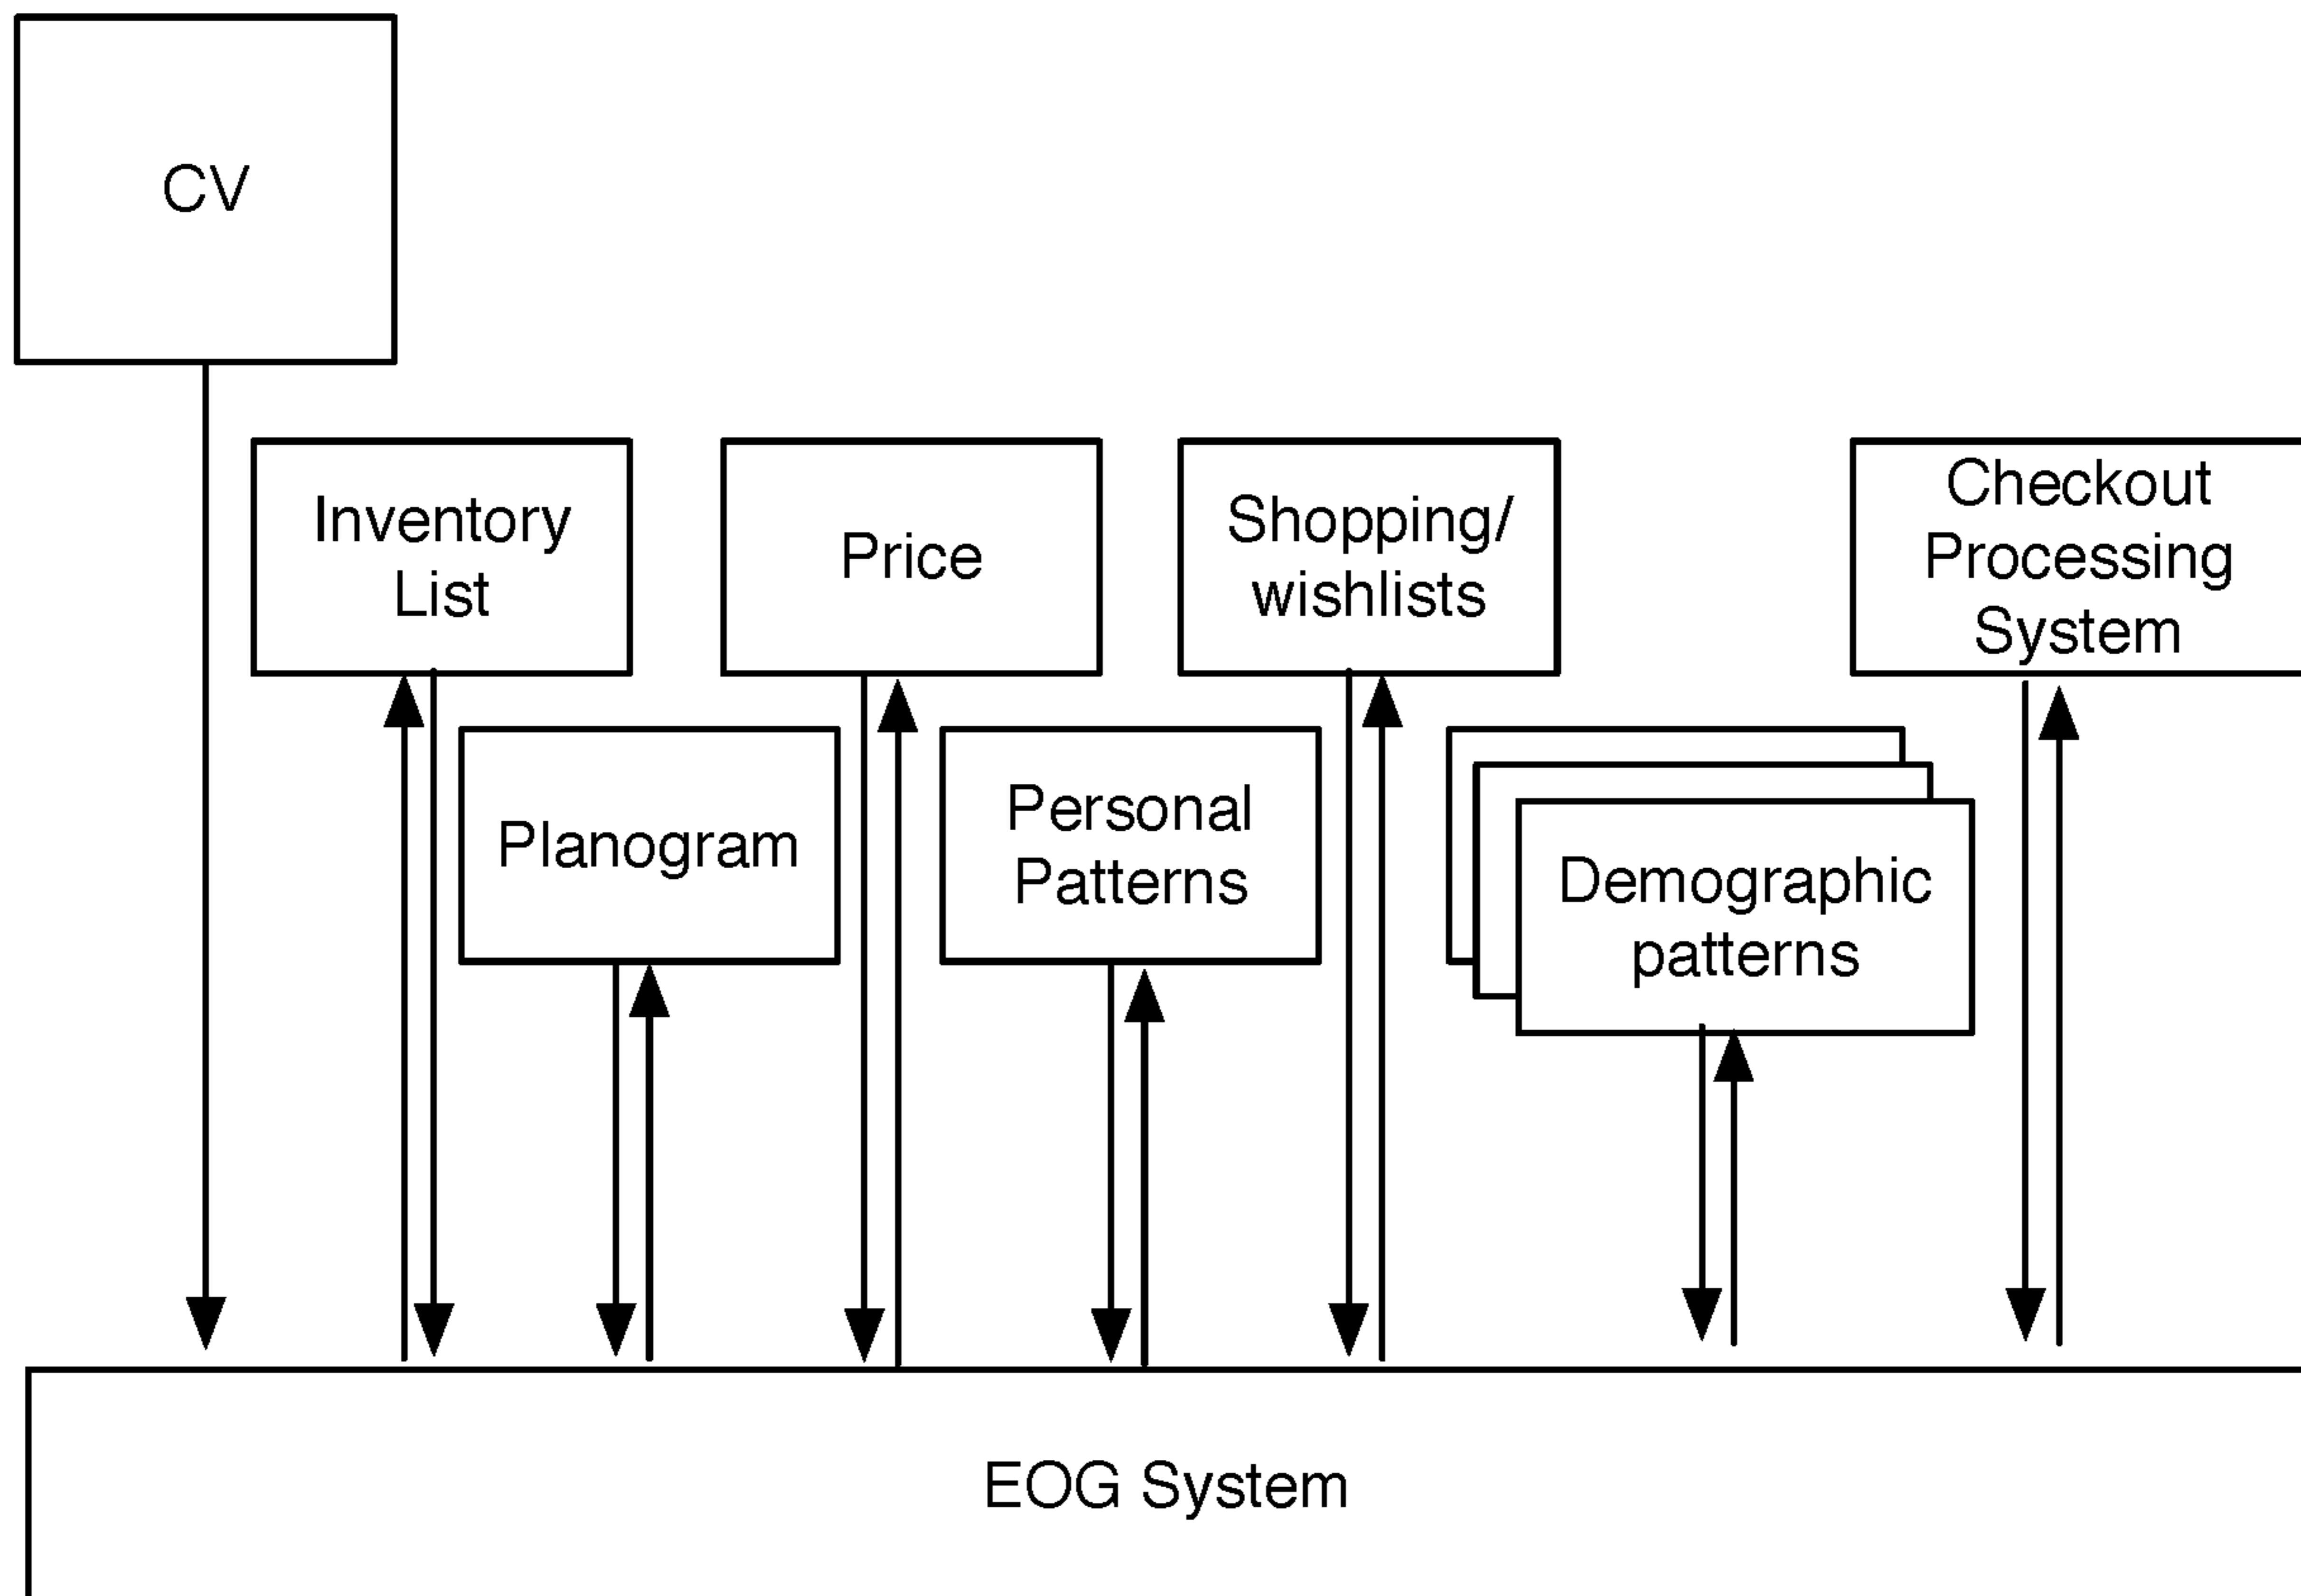 CV
Inventory
List
Price
Shopping/
wishlists
Checkout
Processing
System
Planogram
Personal
Patterns
Demographic
patterns
EOG System